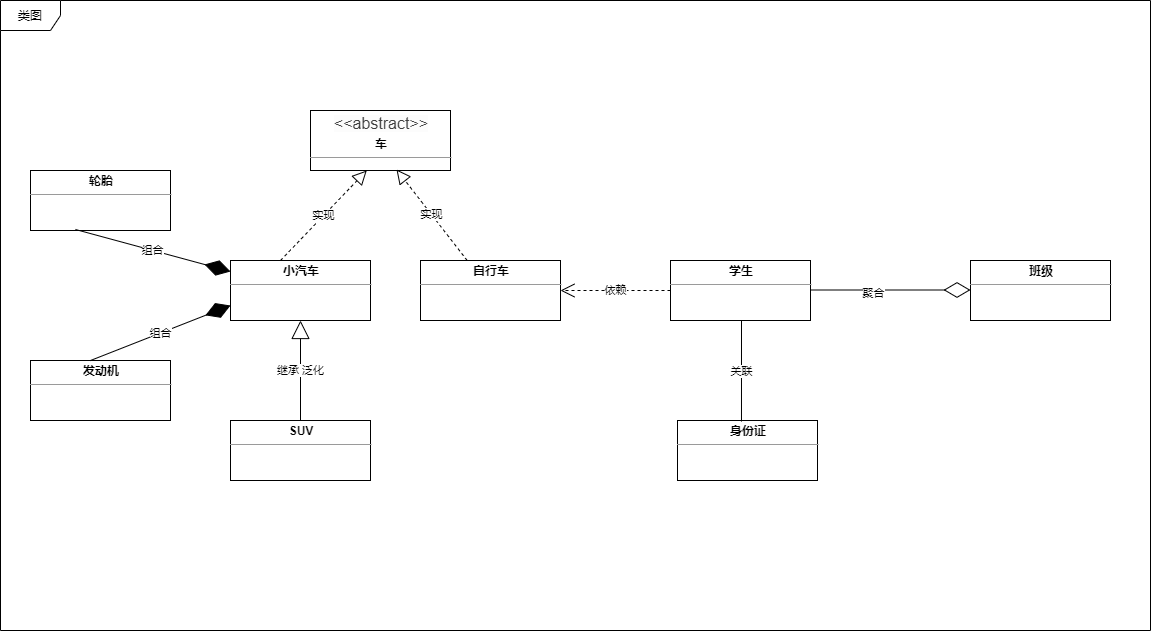 类图
<<abstract>>
车
轮胎
实现
实现
组合
小汽车
自行车
学生
班级
依赖
聚合
组合
发动机
继承 泛化
关联
SUV
身份证